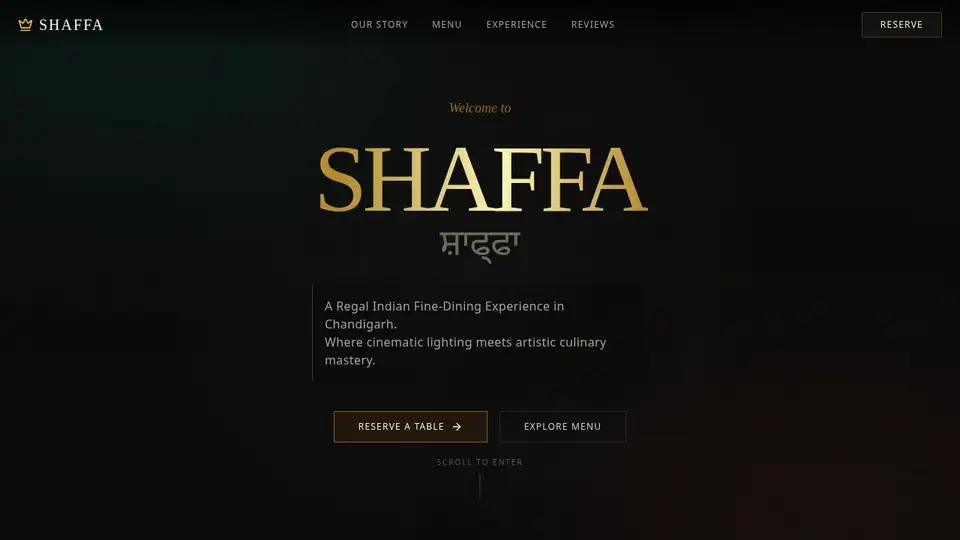 SHAFFA
OUR STORY
MENU
EXPERIENCE
REVIEWS
RESERVE
Welcome to
SHAFFA
ਸ਼ਾਫ੍ਫਾ
A Regal Indian Fine-Dining Experience in
Chandigarh.
Where cinematic lighting meets artistic culinary
mastery.
RESERVE A TABLE
EXPLORE MENU
SCROLL TO ENTER